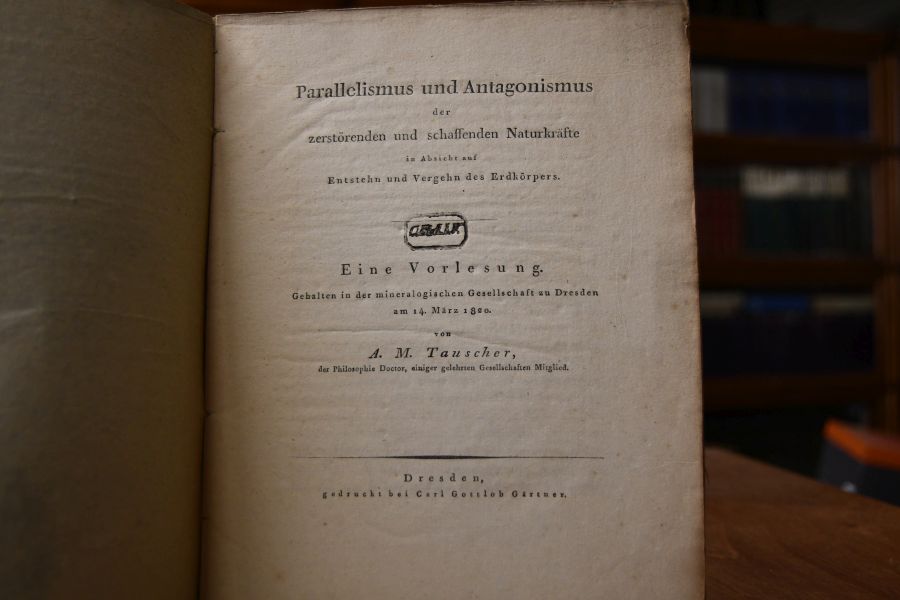 Parallelismus und Antagonismus
der
zerstörenden und schaffenden Naturkräfte
in Absicht auf
Entstehn und Vergehn des Erdkörpers.
Eine Vorlesung.
Gehalten in der mineralogischen Gesellschaft zu Dresden
am 14. März 1820.
von
A. M. Tauscher,
der Philosophie Doctor, einiger gelehrten Gesellschaften Mitglied.
Dresden,
gedruckt bei Carl Gottlob Gärtner.